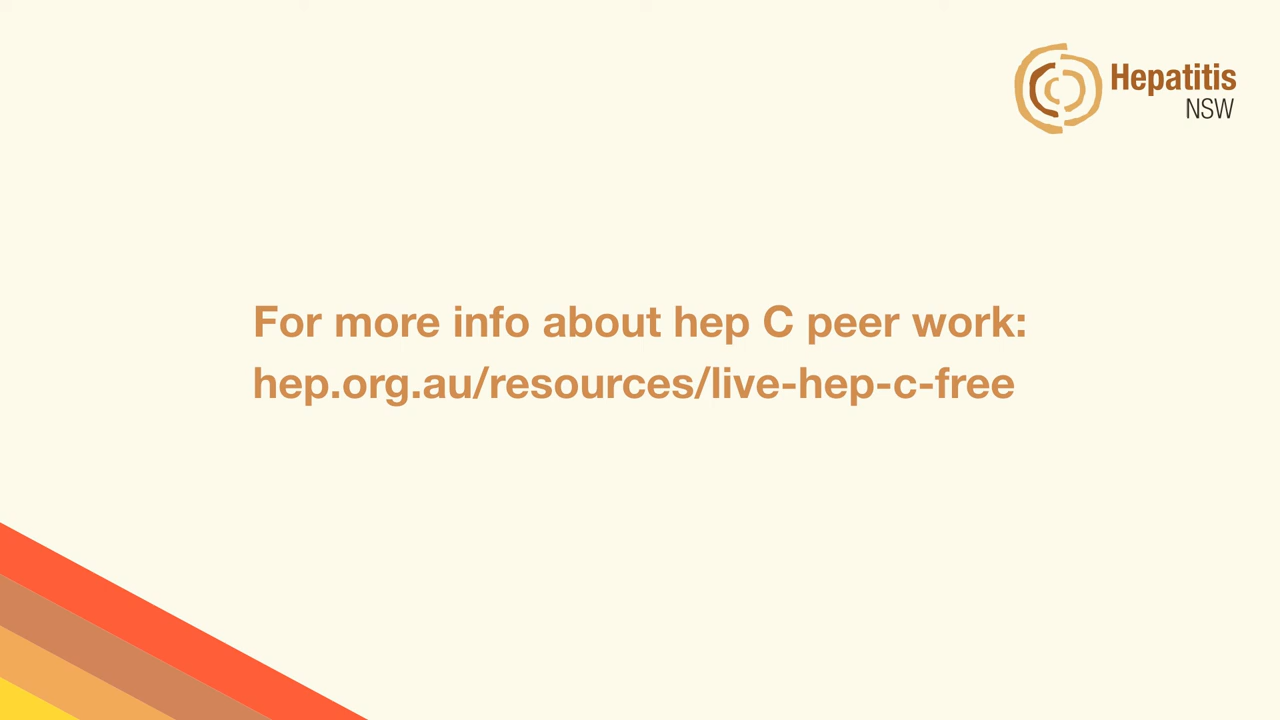 Hepatitis
NSW
For more info about hep C peer work:
hep.org.au/resources/live-hep-c-free